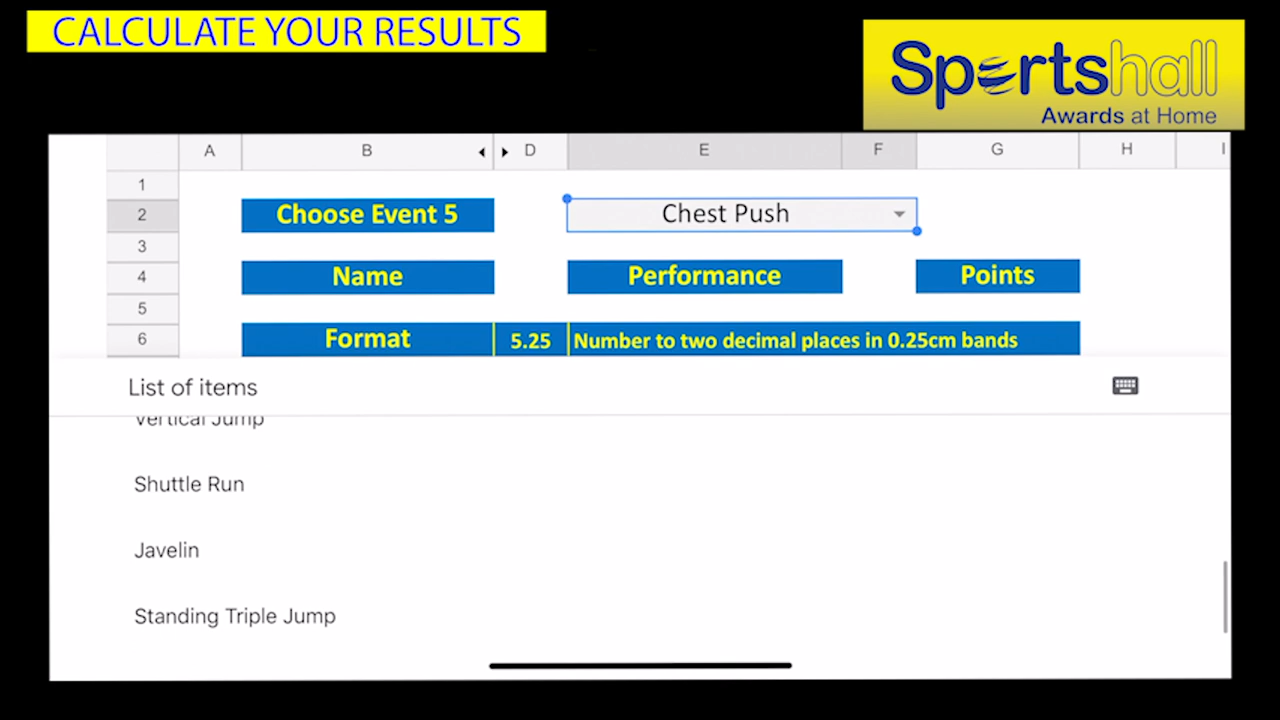 CALCULATE YOUR RESULTS
Sportshall
Awards at Home
A B D E F G H I
1
2 Choose Event 5 Chest Push
3
4 Name Performance Points
5
6 Format 5.25 Number to two decimal places in 0.25cm bands
List of items
Vertical Jump
Shuttle Run
Javelin
Standing Triple Jump